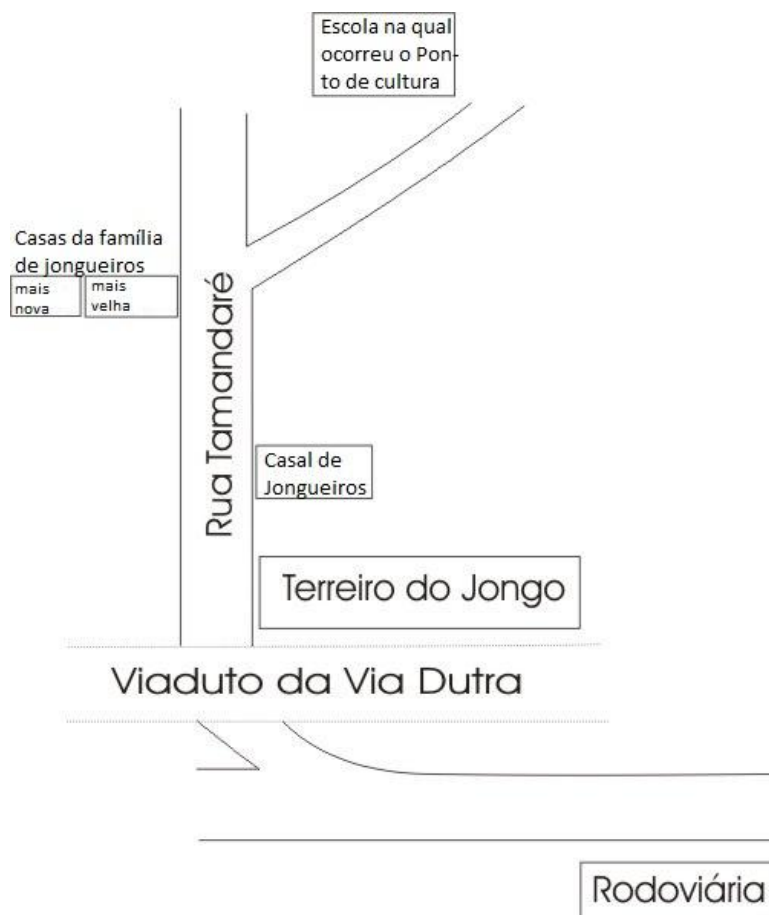 Escola na qual
ocorreu o Pon-
to de cultura
Casas da família
de jongueiros
mais
nova
mais
velha
Rua Tamandaré
Casal de
Jongueiros
Terreiro do Jongo
Viaduto da Via Dutra
Rodoviária